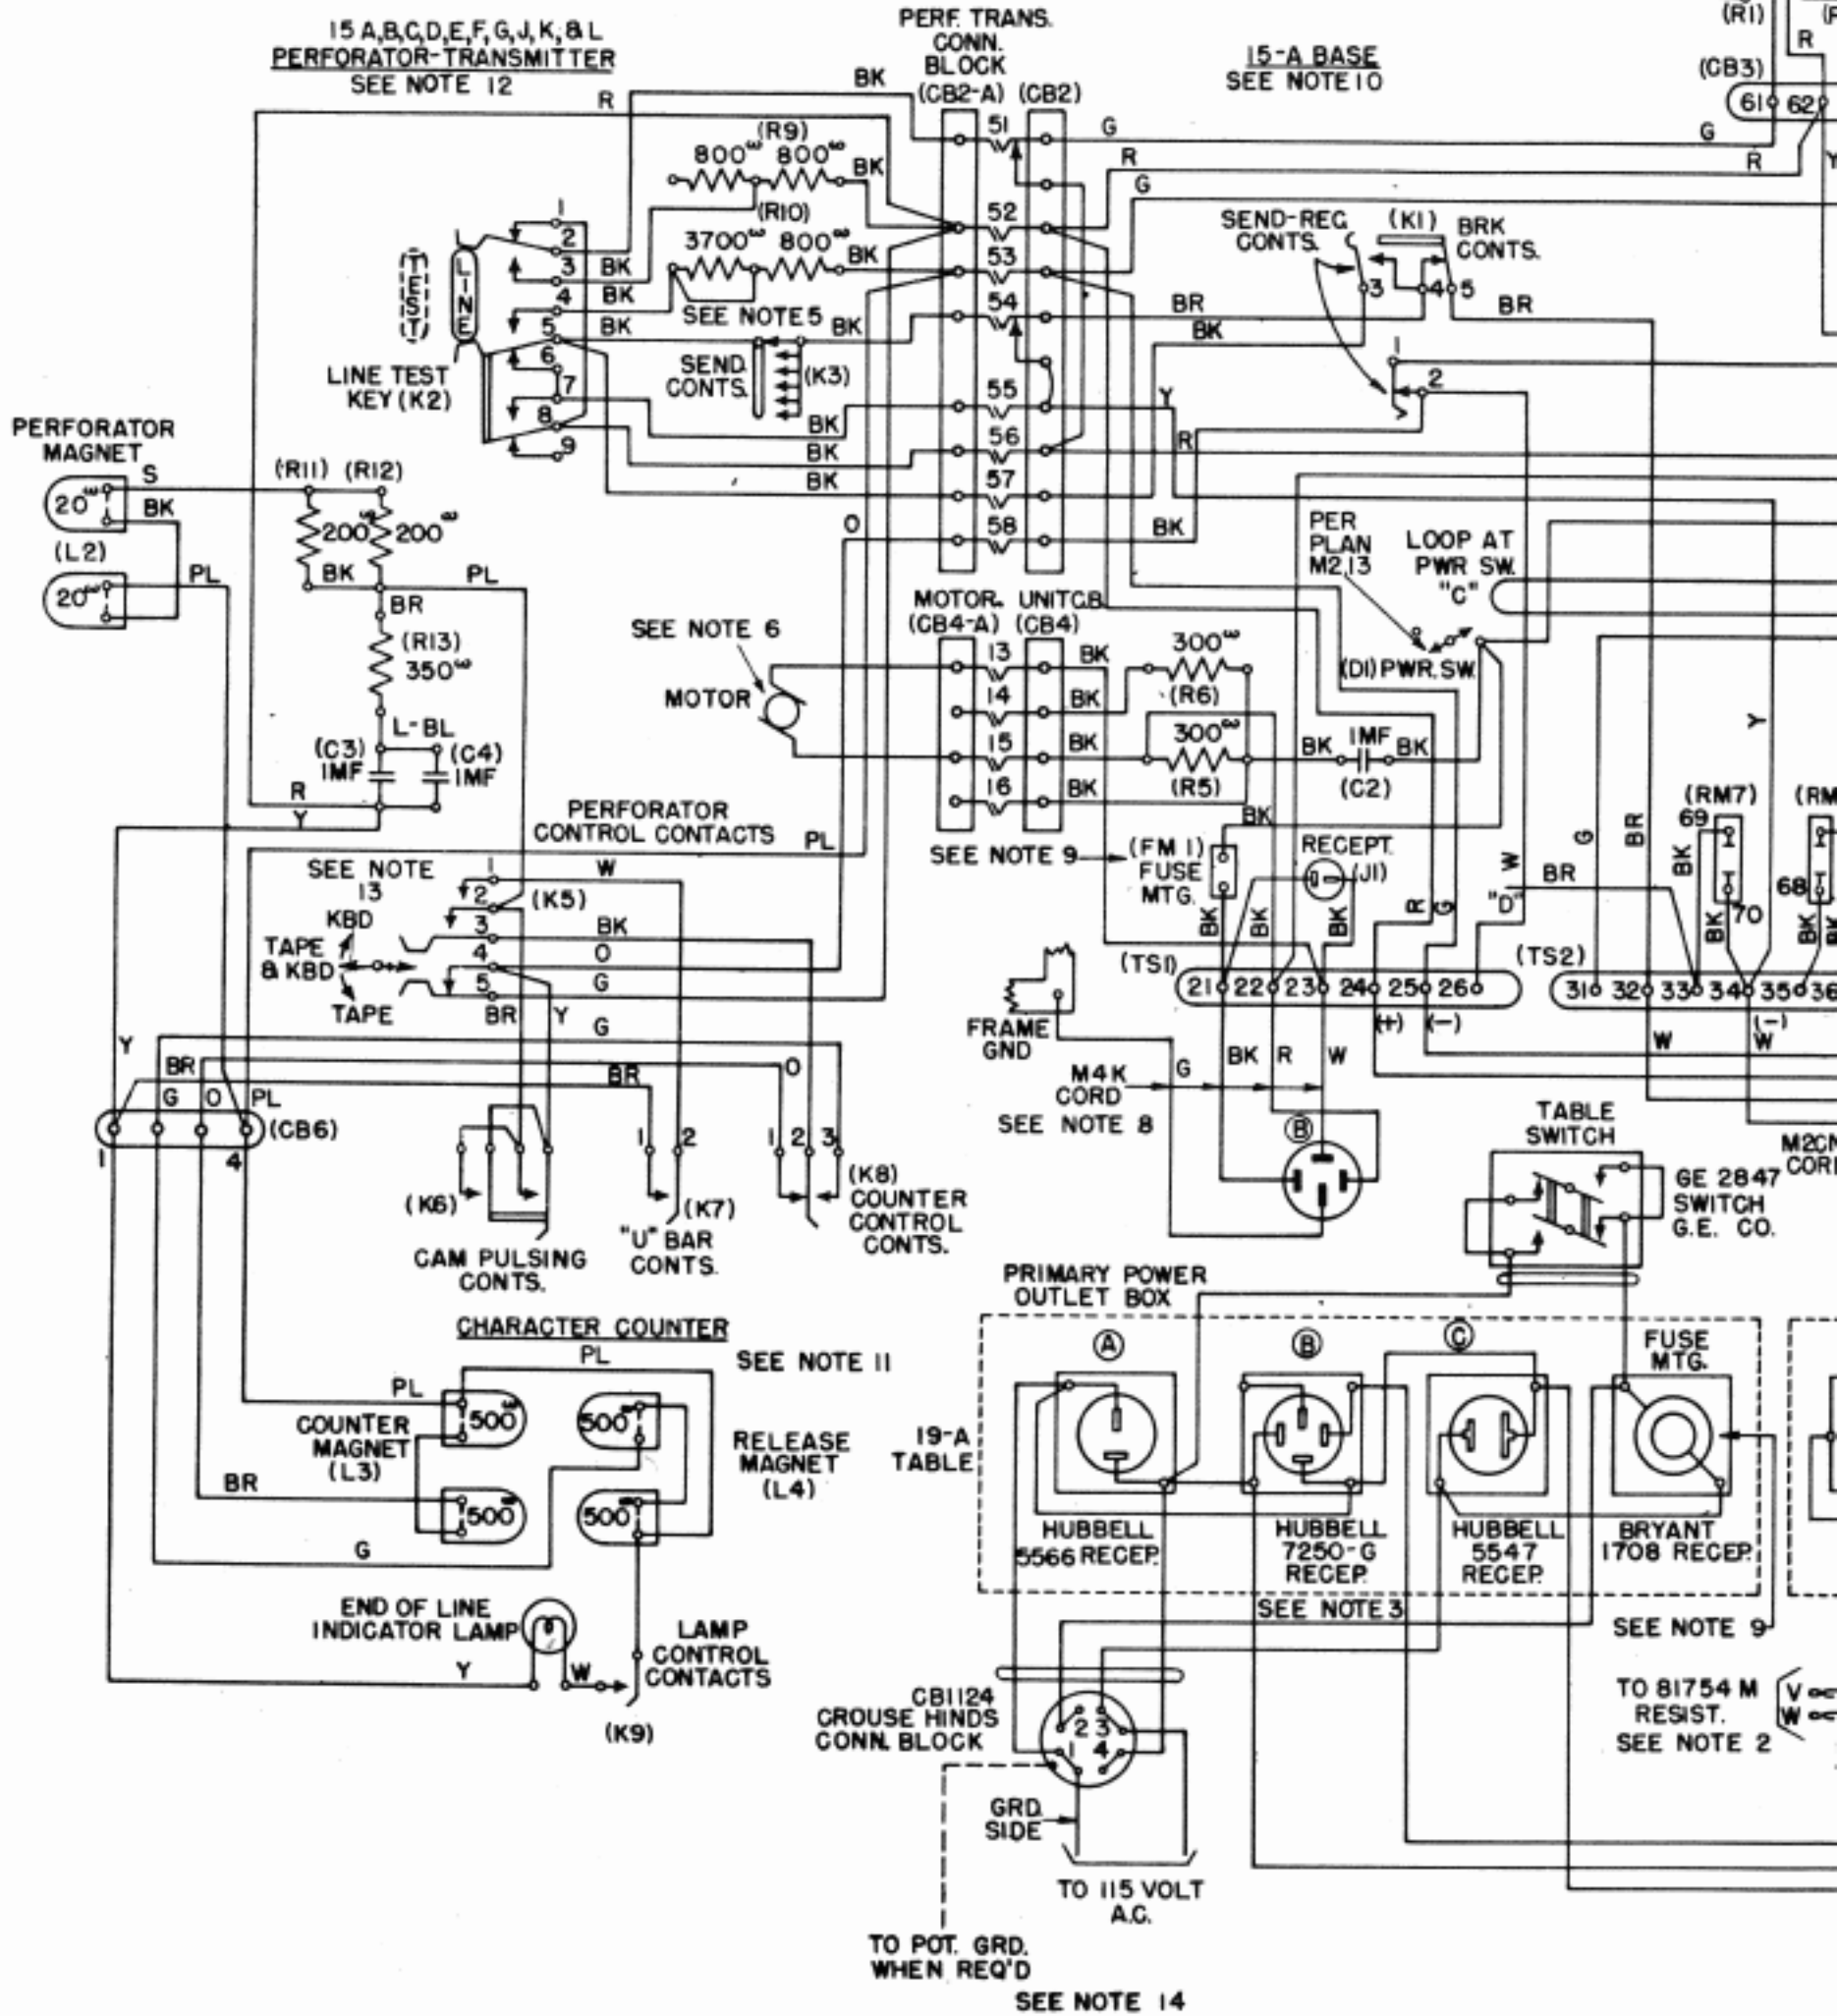 15 A,B,C,D,E,F,G,J,K,&L
PERFORATOR-TRANSMITTER
SEE NOTE 12
PERF. TRANS.
CONN.
BLOCK
(CB2-A) (CB2)
15-A BASE
SEE NOTE 10
(R1)
R
(CB3)
61 62
BK
R
51
G
G
R
R
Y
G
(R9)
800ω 800ω
BK
(R10)
3700ω 800ω
BK
52
53
54
55
56
57
58
1
2
3
4
5
6
7
8
9
TEST
LINE
BK
BK
BK
SEE NOTE 5
BK
SEND
CONTS.
(K3)
LINE TEST
KEY (K2)
BK
BK
BK
O
SEND-REC
CONTS.
(K1)
BRK
CONTS.
3 4 5
BR
BK
BR
1
2
Y
R
BK
PERFORATOR
MAGNET
S
20ω
BK
(L2)
20ω
PL
(R11) (R12)
200ω 200ω
BK
PL
BR
(R13)
350ω
L-BL
(C3)
1MF
(C4)
1MF
R
Y
SEE NOTE 6
MOTOR
MOTOR UNIT C.B.
(CB4-A) (CB4)
13
BK
14
BK
15
BK
16
BK
300ω
(R6)
300ω
(R5)
BK
1MF
BK
(C2)
PER
PLAN
M2.13
LOOP AT
PWR SW.
"C"
(D1) PWR. SW.
BK
SEE NOTE 9
(FM 1)
FUSE
MTG.
RECEPT.
(J1)
BK
BK
BK
R
G
W
"D"
BR
G
BR
Y
(RM7)
69
BK
BK
70
68
BK
(TS1)
21 22 23 24 25 26
(+) (-)
(TS2)
31 32 33 34 35 36
W
(-)
W
PERFORATOR
CONTROL CONTACTS
PL
SEE NOTE
13
KBD
TAPE
& KBD
TAPE
1
2
3
4
5
(K5)
W
BK
O
G
BR
Y
G
Y
BR
BR
O
G O PL
(CB6)
1
4
FRAME
GND
M4K
CORD
SEE NOTE 8
G
BK
R
W
B
(K6)
CAM PULSING
CONTS.
1 2
(K7)
"U" BAR
CONTS.
1 2 3
(K8)
COUNTER
CONTROL
CONTS.
TABLE
SWITCH
GE 2847
SWITCH
G.E. CO.
PRIMARY POWER
OUTLET BOX
CHARACTER COUNTER
SEE NOTE 11
PL
PL
500ω
500ω
COUNTER
MAGNET
(L3)
RELEASE
MAGNET
(L4)
BR
500ω
500ω
G
19-A
TABLE
A
B
C
FUSE
MTG.
HUBBELL
5566 RECEP.
HUBBELL
7250-G
RECEP.
HUBBELL
5547
RECEP.
BRYANT
1708 RECEP.
SEE NOTE 3
SEE NOTE 9
END OF LINE
INDICATOR LAMP
Y
W
LAMP
CONTROL
CONTACTS
(K9)
CB1124
CROUSE HINDS
CONN. BLOCK
2 3
1 4
GRD.
SIDE
TO 115 VOLT
A.C.
TO 81754 M
RESIST.
SEE NOTE 2
V
W
TO POT. GRD.
WHEN REQ'D
SEE NOTE 14